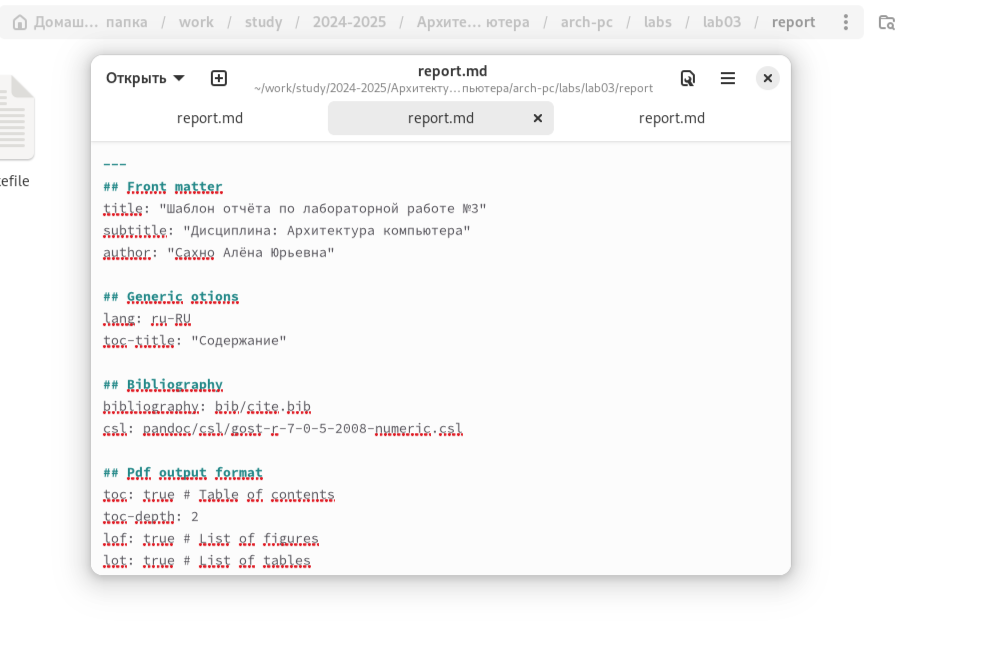 Домаш... папка / work / study / 2024-2025 / Архите... ютера / arch-pc / labs / lab03 / report
Открыть
report.md
~/work/study/2024-2025/Архитекту...пьютера/arch-pc/labs/lab03/report
report.md report.md report.md
efile
---
## Front matter
title: "Шаблон отчёта по лабораторной работе №3"
subtitle: "Дисциплина: Архитектура компьютера"
author: "Сахно Алёна Юрьевна"
## Generic otions
lang: ru-RU
toc-title: "Содержание"
## Bibliography
bibliography: bib/cite.bib
csl: pandoc/csl/gost-r-7-0-5-2008-numeric.csl
## Pdf output format
toc: true # Table of contents
toc-depth: 2
lof: true # List of figures
lot: true # List of tables